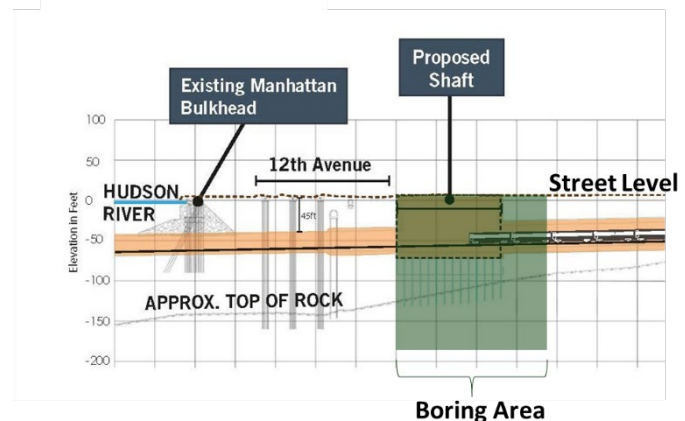 Proposed
Shaft
Existing Manhattan
Bulkhead
100
12th Avenue
50
HUDSON
RIVER
0
Street Level
45ft
-50
Elevation in Feet
-100
APPROX. TOP OF ROCK
-150
-200
Boring Area